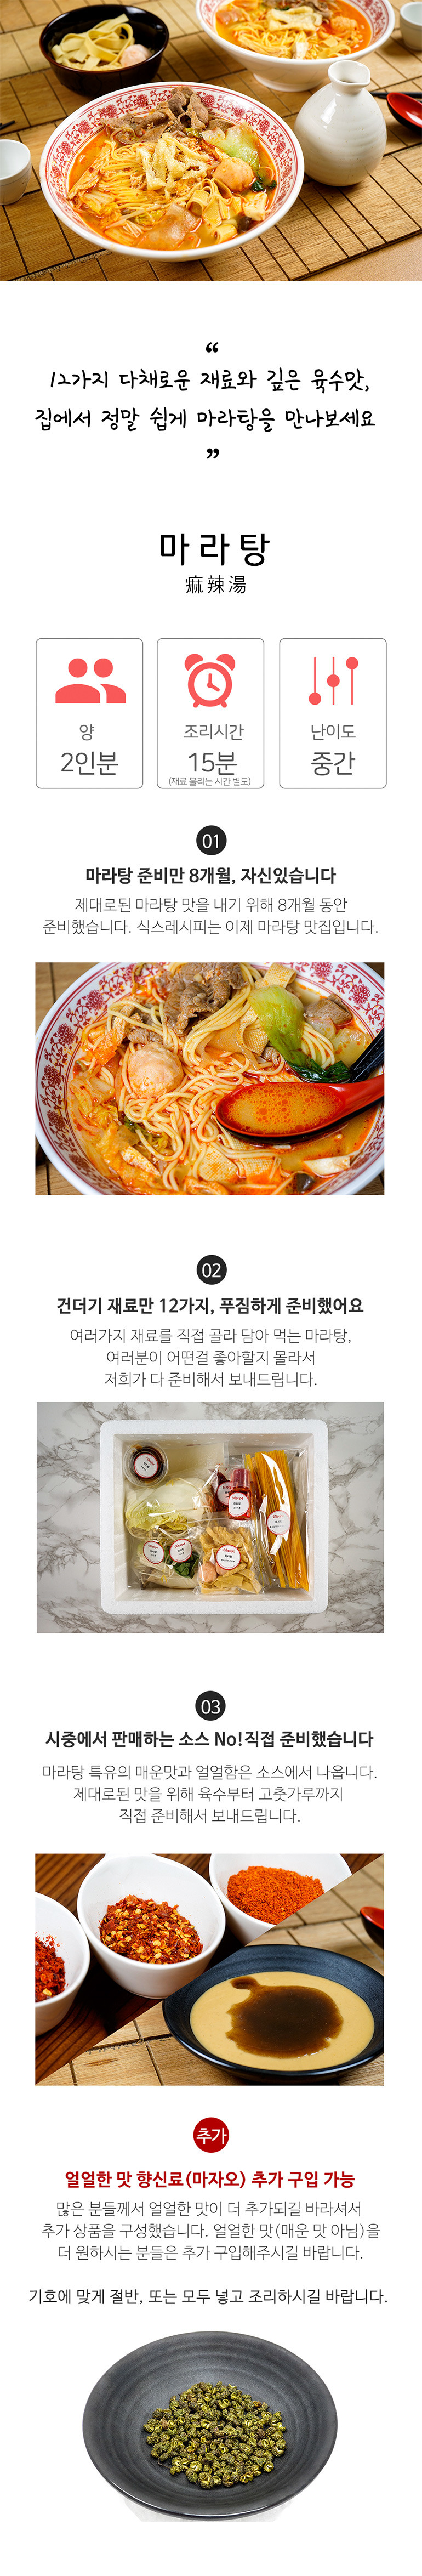 “
12가지 다채로운 재료와 깊은 육수맛,
집에서 정말 쉽게 마라탕을 만나보세요
”
마라탕
痲辣湯
양
2인분
조리시간
15분
(재료 불리는 시간 별도)
난이도
중간
01
마라탕 준비만 8개월, 자신있습니다
제대로된 마라탕 맛을 내기 위해 8개월 동안
준비했습니다. 식스레시피는 이제 마라탕 맛집입니다.
02
건더기 재료만 12가지, 푸짐하게 준비했어요
여러가지 재료를 직접 골라 담아 먹는 마라탕,
여러분이 어떤걸 좋아할지 몰라서
저희가 다 준비해서 보내드립니다.
03
시중에서 판매하는 소스 No!직접 준비했습니다
마라탕 특유의 매운맛과 얼얼함은 소스에서 나옵니다.
제대로된 맛을 위해 육수부터 고춧가루까지
직접 준비해서 보내드립니다.
추가
얼얼한 맛 향신료(마자오) 추가 구입 가능
많은 분들께서 얼얼한 맛이 더 추가되길 바라셔서
추가 상품을 구성했습니다. 얼얼한 맛(매운 맛 아님)을
더 원하시는 분들은 추가 구입해주시길 바랍니다.
기호에 맞게 절반, 또는 모두 넣고 조리하시길 바랍니다.